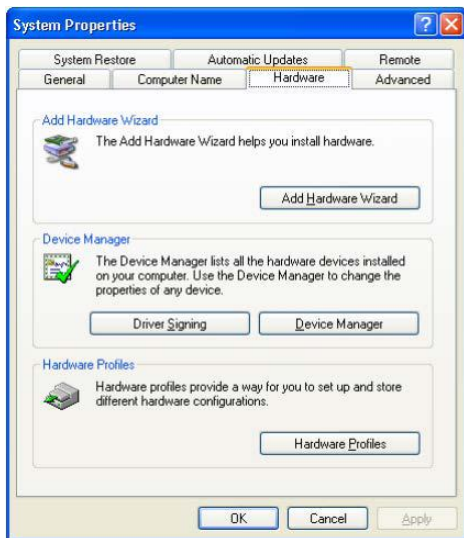 System Properties
System Restore Automatic Updates Remote
General Computer Name Hardware Advanced
Add Hardware Wizard
The Add Hardware Wizard helps you install hardware.
Add Hardware Wizard
Device Manager
The Device Manager lists all the hardware devices installed
on your computer. Use the Device Manager to change the
properties of any device.
Driver Signing Device Manager
Hardware Profiles
Hardware profiles provide a way for you to set up and store
different hardware configurations.
Hardware Profiles
OK Cancel Apply